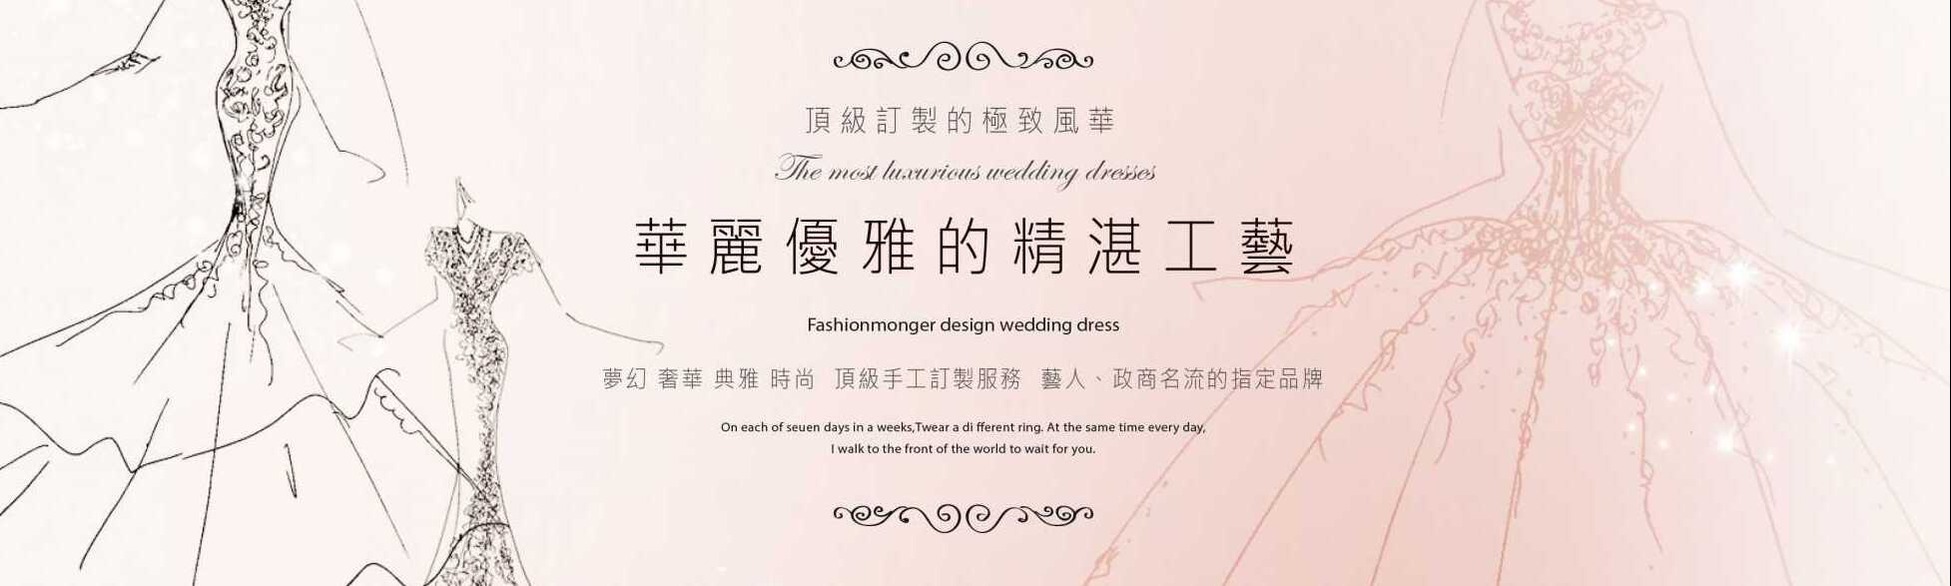 頂級訂製的極致風華
The most luxurious wedding dresses
華麗優雅的精湛工藝
Fashionmonger design wedding dress
夢幻 奢華 典雅 時尚 頂級手工訂製服務 藝人、政商名流的指定品牌
On each of seuen days in a weeks,Twear a di fferent ring. At the same time every day,
I walk to the front of the world to wait for you.